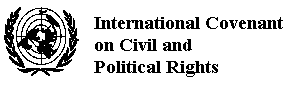 International Covenant
on Civil and
Political Rights